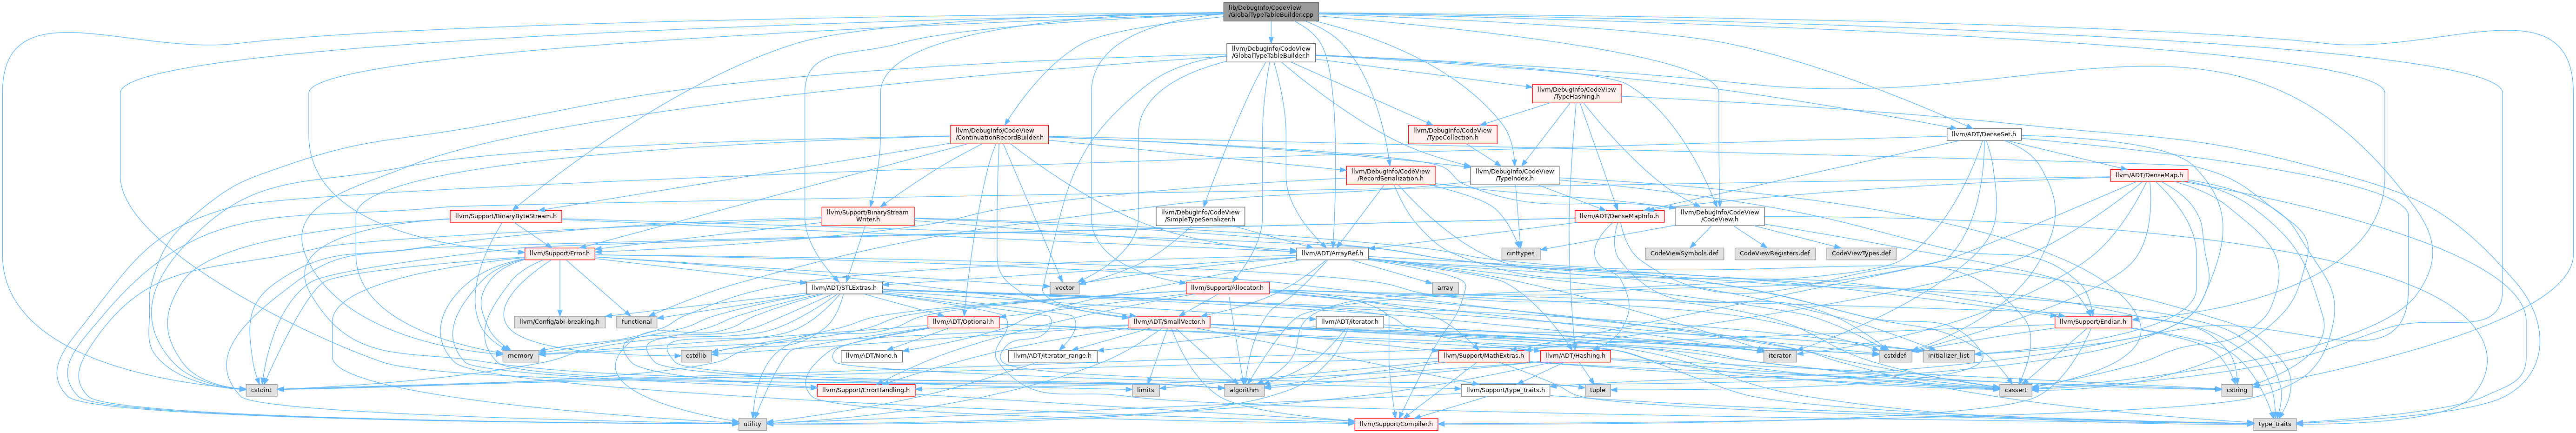 lib/DebugInfo/CodeView
/GlobalTypeTableBuilder.cpp
llvm/DebugInfo/CodeView
/GlobalTypeTableBuilder.h
llvm/DebugInfo/CodeView
/TypeHashing.h
llvm/DebugInfo/CodeView
/ContinuationRecordBuilder.h
llvm/DebugInfo/CodeView
/TypeCollection.h
llvm/ADT/DenseSet.h
llvm/DebugInfo/CodeView
/RecordSerialization.h
llvm/DebugInfo/CodeView
/TypeIndex.h
llvm/ADT/DenseMap.h
llvm/Support/BinaryByteStream.h
llvm/Support/BinaryStream
Writer.h
llvm/DebugInfo/CodeView
/SimpleTypeSerializer.h
llvm/ADT/DenseMapInfo.h
llvm/DebugInfo/CodeView
/CodeView.h
llvm/Support/Error.h
llvm/ADT/ArrayRef.h
cinttypes
CodeViewSymbols.def
CodeViewRegisters.def
CodeViewTypes.def
llvm/ADT/STLExtras.h
vector
llvm/Support/Allocator.h
array
llvm/Config/abi-breaking.h
functional
llvm/ADT/Optional.h
llvm/ADT/SmallVector.h
llvm/ADT/iterator.h
llvm/Support/Endian.h
memory
cstdlib
llvm/ADT/None.h
llvm/ADT/iterator_range.h
llvm/Support/MathExtras.h
llvm/ADT/Hashing.h
iterator
cstddef
initializer_list
cstdint
llvm/Support/ErrorHandling.h
limits
algorithm
llvm/Support/type_traits.h
tuple
cassert
cstring
utility
llvm/Support/Compiler.h
type_traits